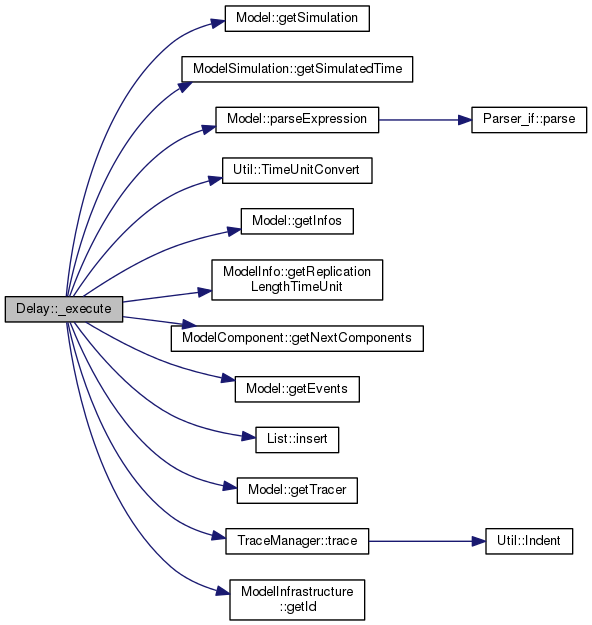 Model::getSimulation
ModelSimulation::getSimulatedTime
Model::parseExpression
Parser_if::parse
Util::TimeUnitConvert
Model::getInfos
ModelInfo::getReplication
LengthTimeUnit
Delay::_execute
ModelComponent::getNextComponents
Model::getEvents
List::insert
Model::getTracer
TraceManager::trace
Util::Indent
ModelInfrastructure
::getId